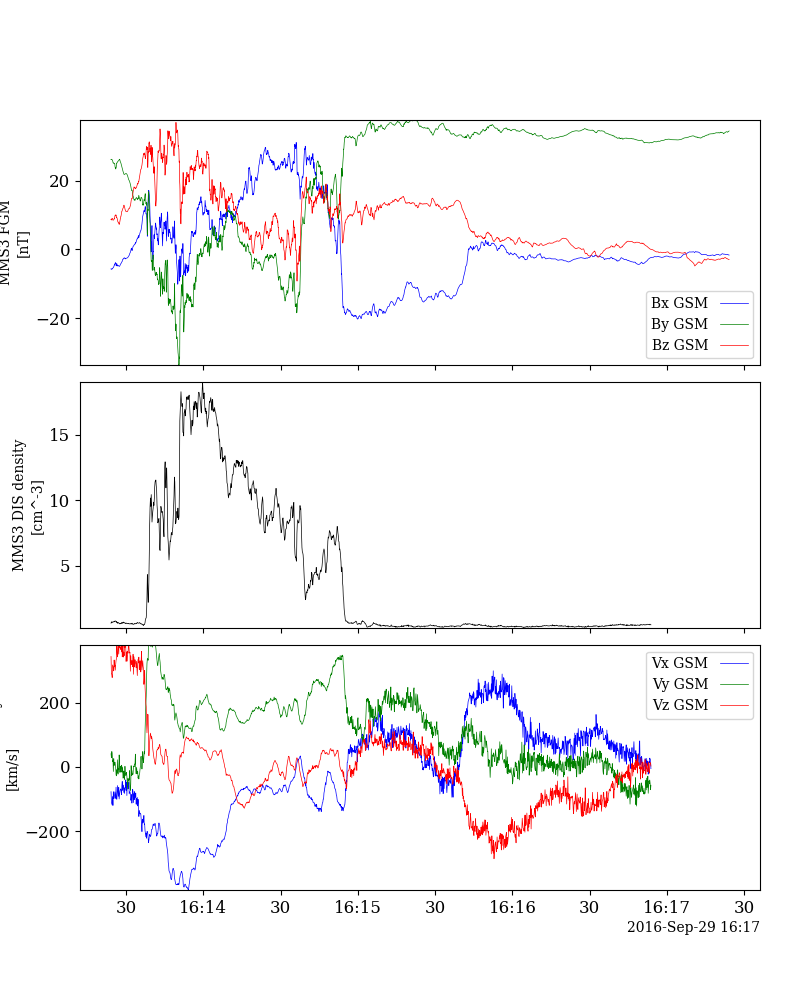 MMS3 FGM
[nT]
20
0
−20
Bx GSM
By GSM
Bz GSM
MMS3 DIS density
[cm^-3]
15
10
5
[km/s]
200
0
−200
Vx GSM
Vy GSM
Vz GSM
30
16:14
30
16:15
30
16:16
30
16:17
30
2016-Sep-29 16:17